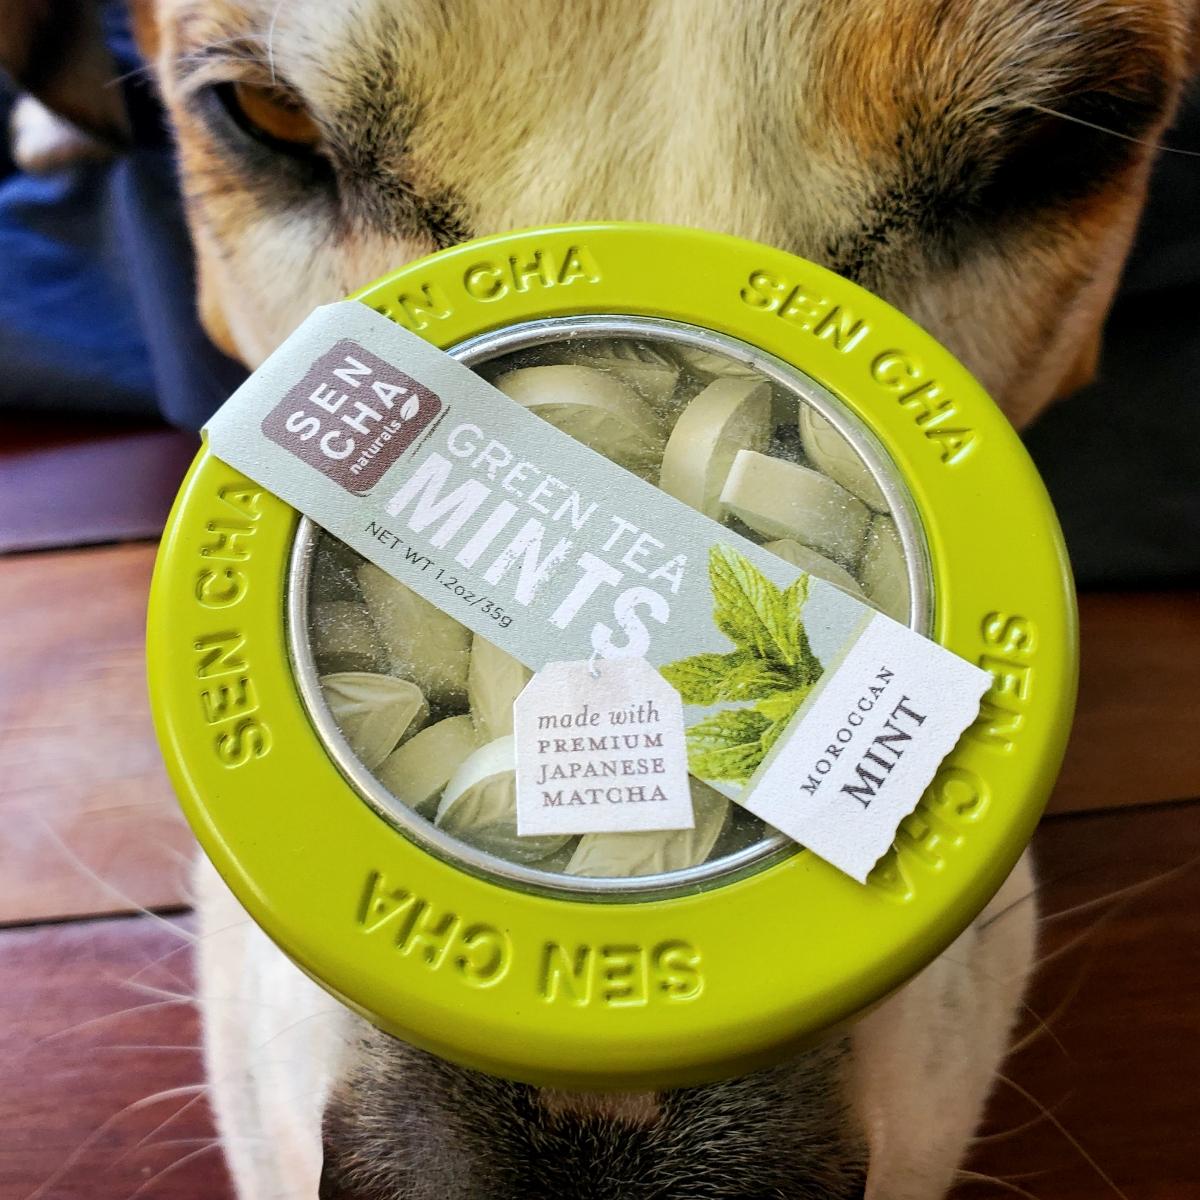 SEN CHA
SEN CHA
SEN
CHA
naturals
GREEN TEA
MINTS
NET WT 1.2oz/35g
made with
PREMIUM
JAPANESE
MATCHA
MOROCCAN
MINT
SEN CHA
SEN CHA
SEN CHA